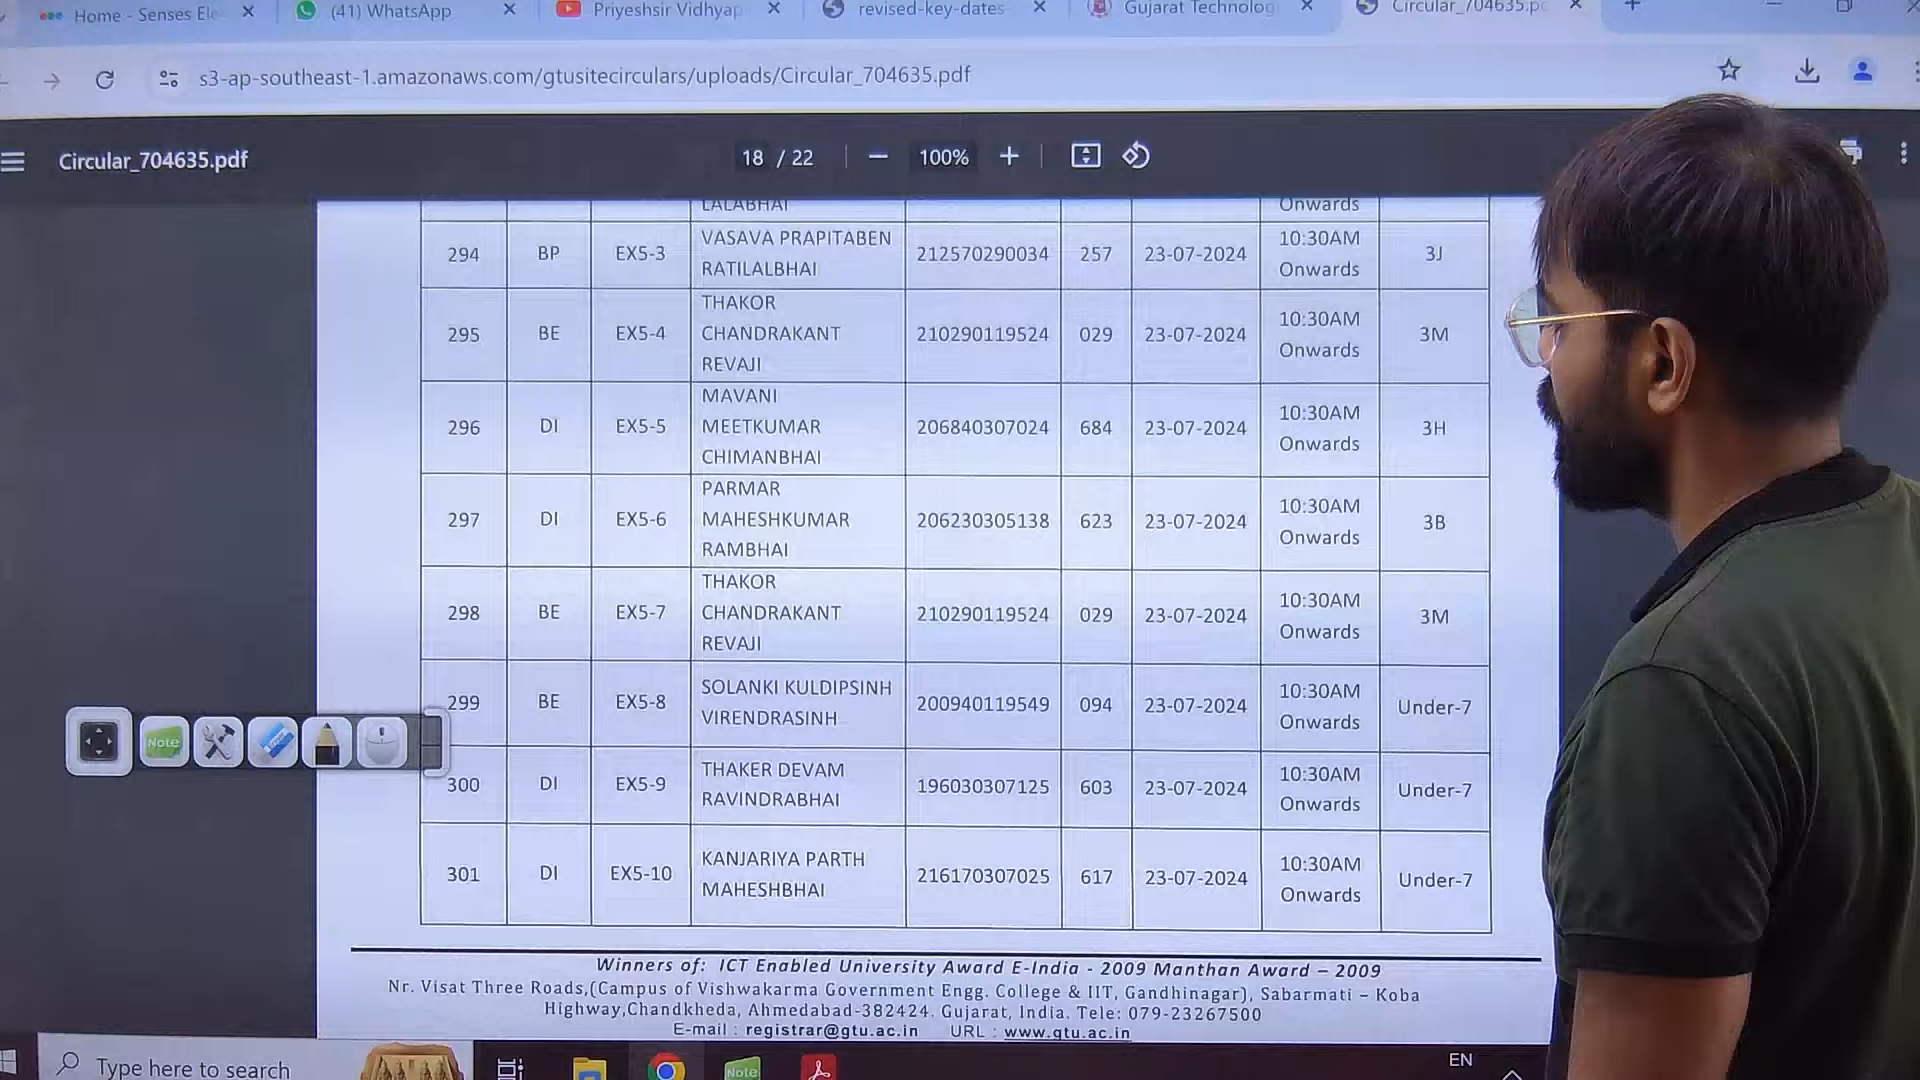 Home - Senses Ele
(41) WhatsApp
Priyeshsir Vidhyap
revised-key-dates
Gujarat Technolog
Circular_704635.p
s3-ap-southeast-1.amazonaws.com/gtusitecirculars/uploads/Circular_704635.pdf
Circular_704635.pdf
18 / 22
100%
LALABHAI Onwards
294 BP EX5-3 VASAVA PRAPITABEN RATILALBHAI 212570290034 257 23-07-2024 10:30AM Onwards 3J
295 BE EX5-4 THAKOR CHANDRAKANT REVAJI 210290119524 029 23-07-2024 10:30AM Onwards 3M
296 DI EX5-5 MAVANI MEETKUMAR CHIMANBHAI 206840307024 684 23-07-2024 10:30AM Onwards 3H
297 DI EX5-6 PARMAR MAHESHKUMAR RAMBHAI 206230305138 623 23-07-2024 10:30AM Onwards 3B
298 BE EX5-7 THAKOR CHANDRAKANT REVAJI 210290119524 029 23-07-2024 10:30AM Onwards 3M
299 BE EX5-8 SOLANKI KULDIPSINH VIRENDRASINH 200940119549 094 23-07-2024 10:30AM Onwards Under-7
300 DI EX5-9 THAKER DEVAM RAVINDRABHAI 196030307125 603 23-07-2024 10:30AM Onwards Under-7
301 DI EX5-10 KANJARIYA PARTH MAHESHBHAI 216170307025 617 23-07-2024 10:30AM Onwards Under-7
Note
Winners of: ICT Enabled University Award E-India - 2009 Manthan Award – 2009
Nr. Visat Three Roads,(Campus of Vishwakarma Government Engg. College & IIT, Gandhinagar), Sabarmati – Koba
Highway,Chandkheda, Ahmedabad-382424. Gujarat, India. Tele: 079-23267500
E-mail : registrar@gtu.ac.in URL : www.gtu.ac.in
Type here to search
Note
EN